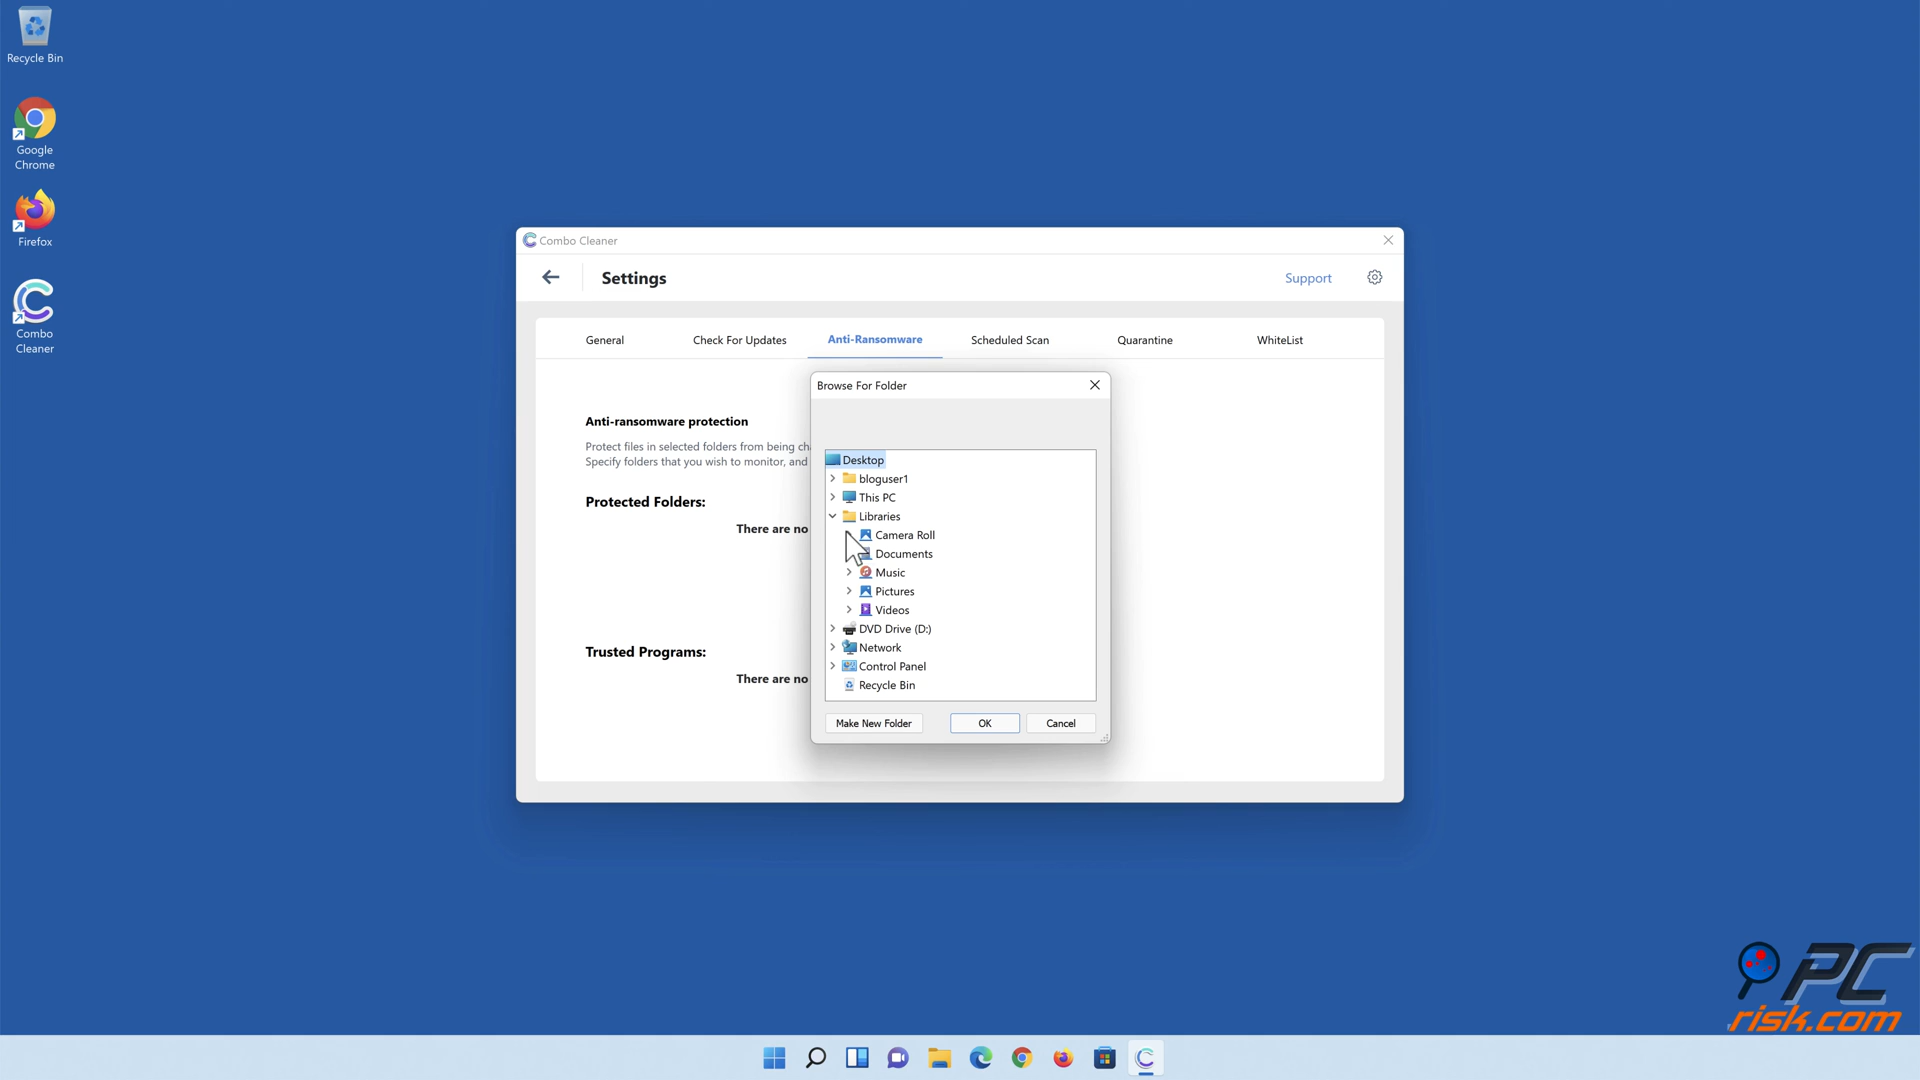 Recycle Bin
Google
Chrome
Firefox
Combo
Cleaner
Combo Cleaner
Settings
Support
General
Check For Updates
Anti-Ransomware
Scheduled Scan
Quarantine
WhiteList
Anti-ransomware protection
Protect files in selected folders from being
Specify folders that you wish to monitor, and
Protected Folders:
There are no
Trusted Programs:
There are no
Browse For Folder
Desktop
bloguser1
This PC
Libraries
Camera Roll
Documents
Music
Pictures
Videos
DVD Drive (D:)
Network
Control Panel
Recycle Bin
Make New Folder
OK
Cancel
PC
risk.com